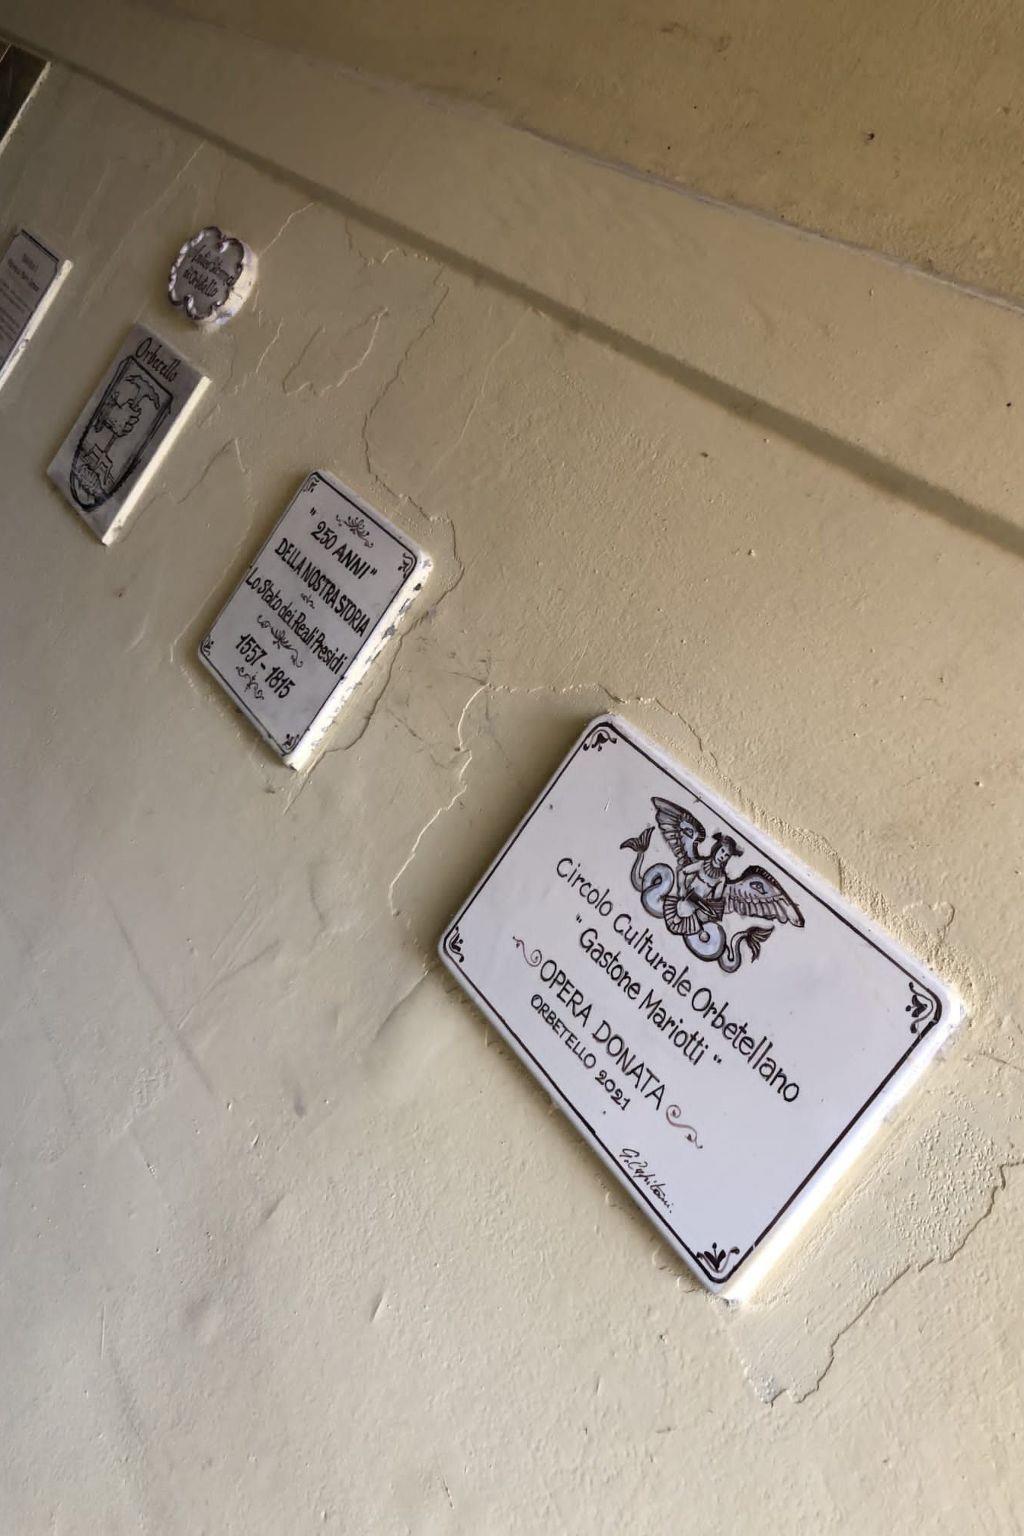 Orbetello
" 250 ANNI "
DELLA NOSTRA STORIA
Lo Stato dei Reali Presidi
1557 - 1815
Circolo Culturale Orbetellano
" Gastone Mariotti "
OPERA DONATA
ORBETELLO 2021
G. Capitani.